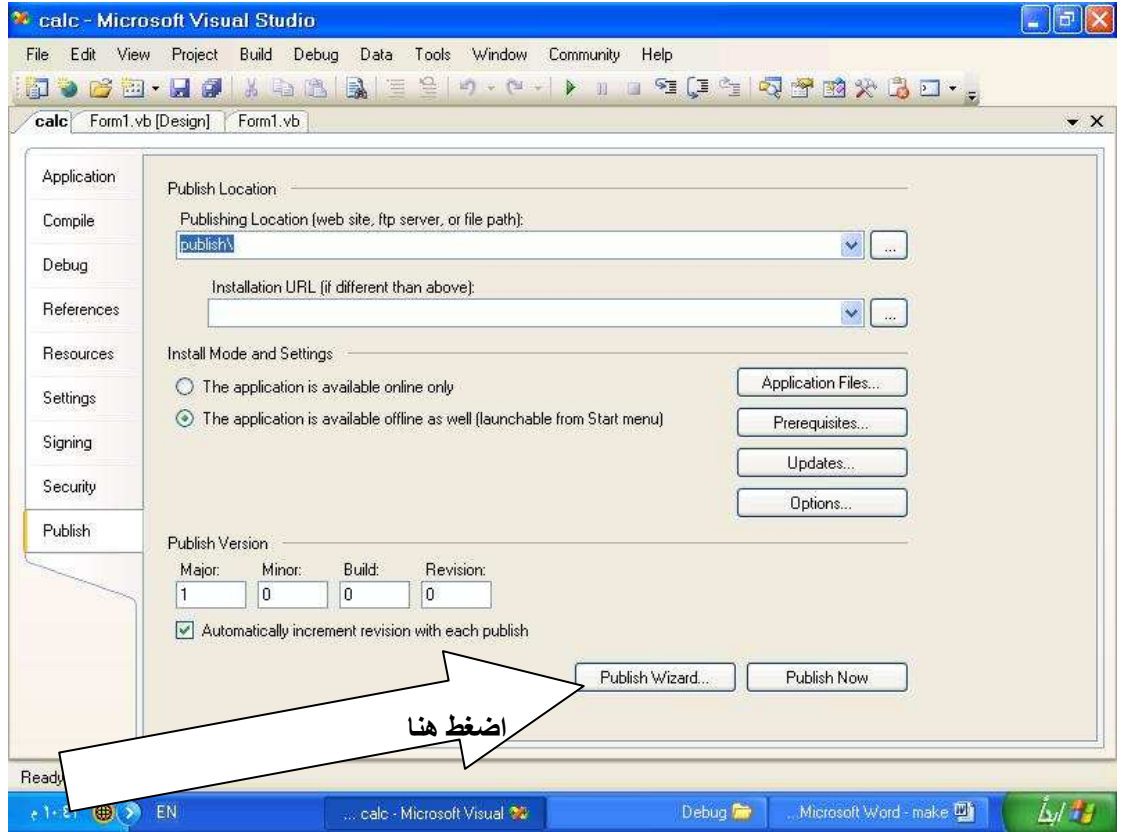 calc - Microsoft Visual Studio
File Edit View Project Build Debug Data Tools Window Community Help
calc Form1.vb [Design] Form1.vb
Application
Compile
Debug
References
Resources
Settings
Signing
Security
Publish
Publish Location
Publishing Location (web site, ftp server, or file path):
publish\
...
Installation URL (if different than above):
...
Install Mode and Settings
The application is available online only
The application is available offline as well (launchable from Start menu)
Application Files...
Prerequisites...
Updates...
Options...
Publish Version
Major: Minor: Build: Revision:
1 0 0 0
Automatically increment revision with each publish
Publish Wizard... Publish Now
اضغط هنا
Ready
EN
... calc - Microsoft Visual
Debug
...Microsoft Word - make
ابدأ